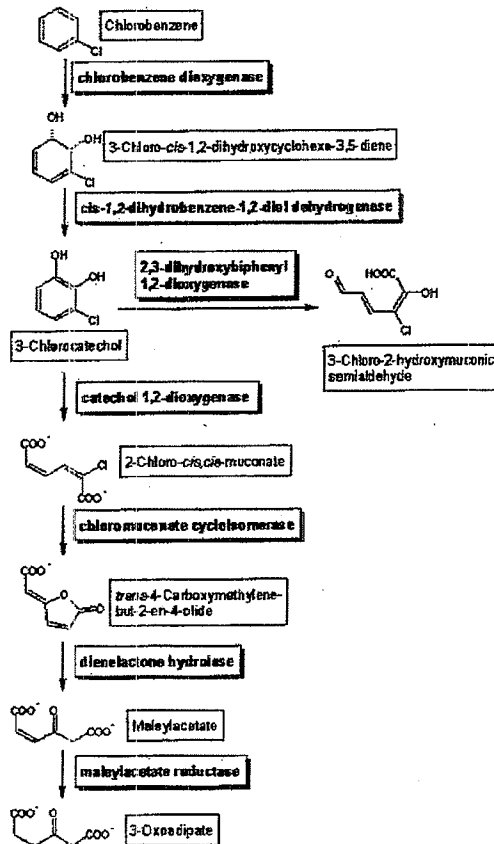 Chlorobenzene
Cl
chlorobenzene dioxygenase
OH
OH
3-Chloro-cis-1,2-dihydroxycyclohexa-3,5-diene
Cl
cis-1,2-dihydrobenzene-1,2-diol dehydrogenase
OH
OH
Cl
3-Chlorocatechol
2,3-dihydroxybiphenyl
1,2-dioxygenase
O
HOOC
OH
Cl
3-Chloro-2-hydroxymuconic
semialdehyde
catechol 1,2-dioxygenase
COO-
Cl
COO-
2-Chloro-cis,cis-muconate
chloromuconate cycloisomerase
COO-
O
O
trans-4-Carboxymethylene-
but-2-en-4-olide
dienelactone hydrolase
COO-
O
COO-
Maleylacetate
maleylacetate reductase
COO-
O
COO-
3-Oxoadipate